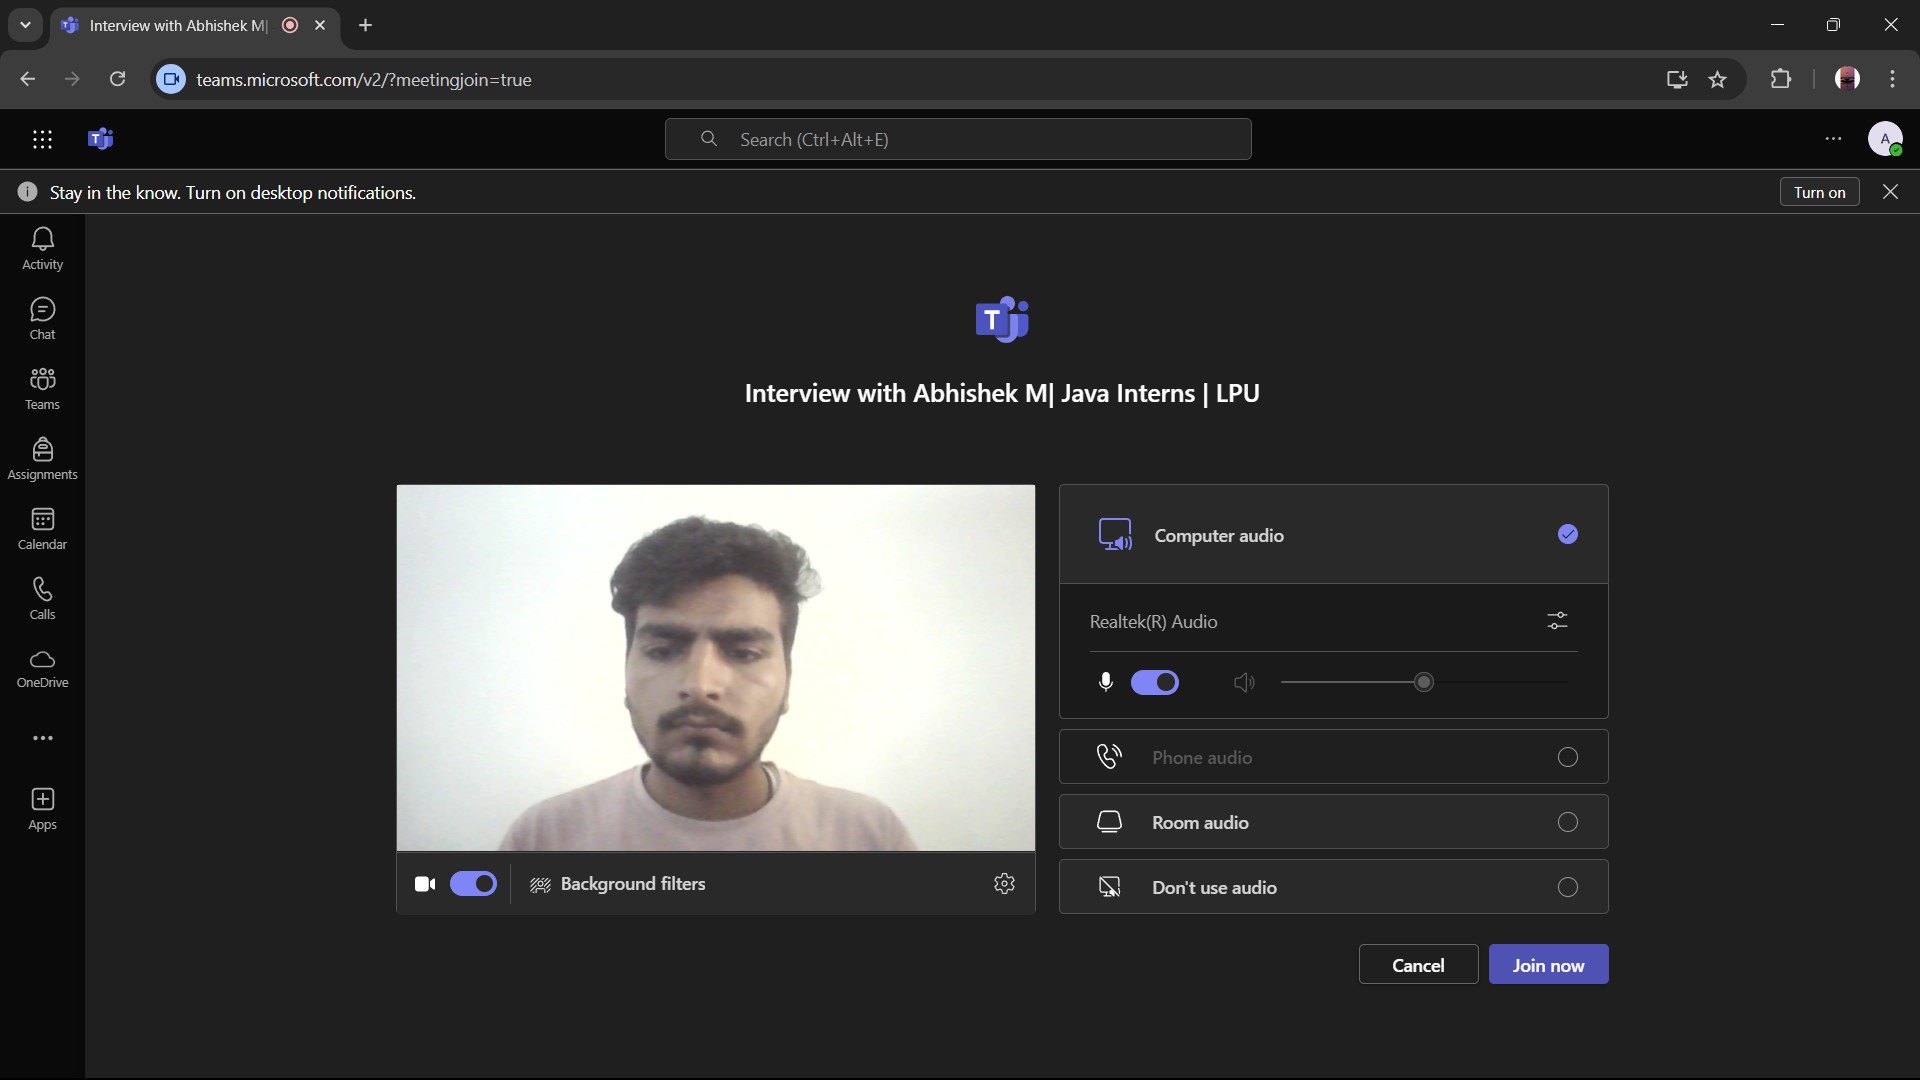 Interview with Abhishek M|
teams.microsoft.com/v2/?meetingjoin=true
T
Search (Ctrl+Alt+E)
A
Stay in the know. Turn on desktop notifications.
Turn on
Activity
Chat
Teams
Assignments
Calendar
Calls
OneDrive
Apps
T
Interview with Abhishek M| Java Interns | LPU
Computer audio
Realtek(R) Audio
Phone audio
Room audio
Don't use audio
Background filters
Cancel
Join now